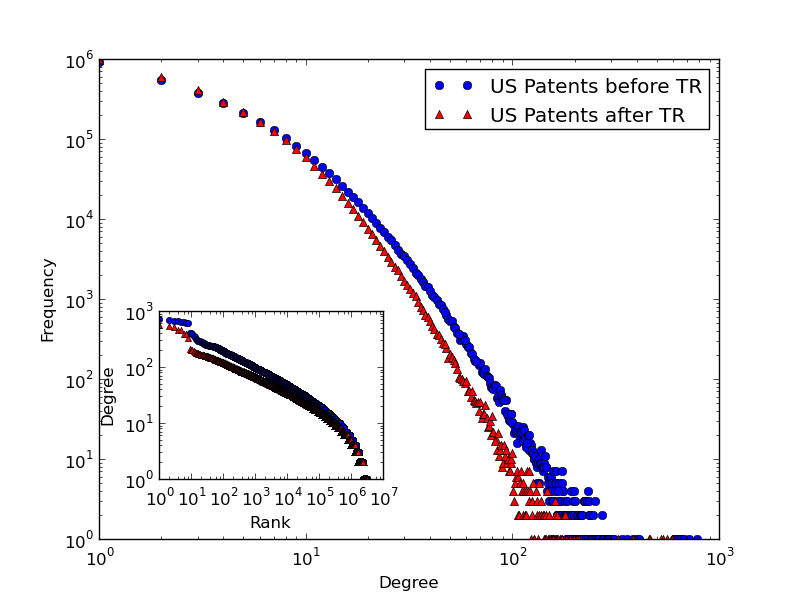 US Patents before TR
US Patents after TR
Frequency
10^6
10^5
10^4
10^3
10^2
10^1
10^0
10^0 10^1 10^2 10^3
Degree
Degree
10^3
10^2
10^1
10^0
10^0 10^1 10^2 10^3 10^4 10^5 10^6 10^7
Rank